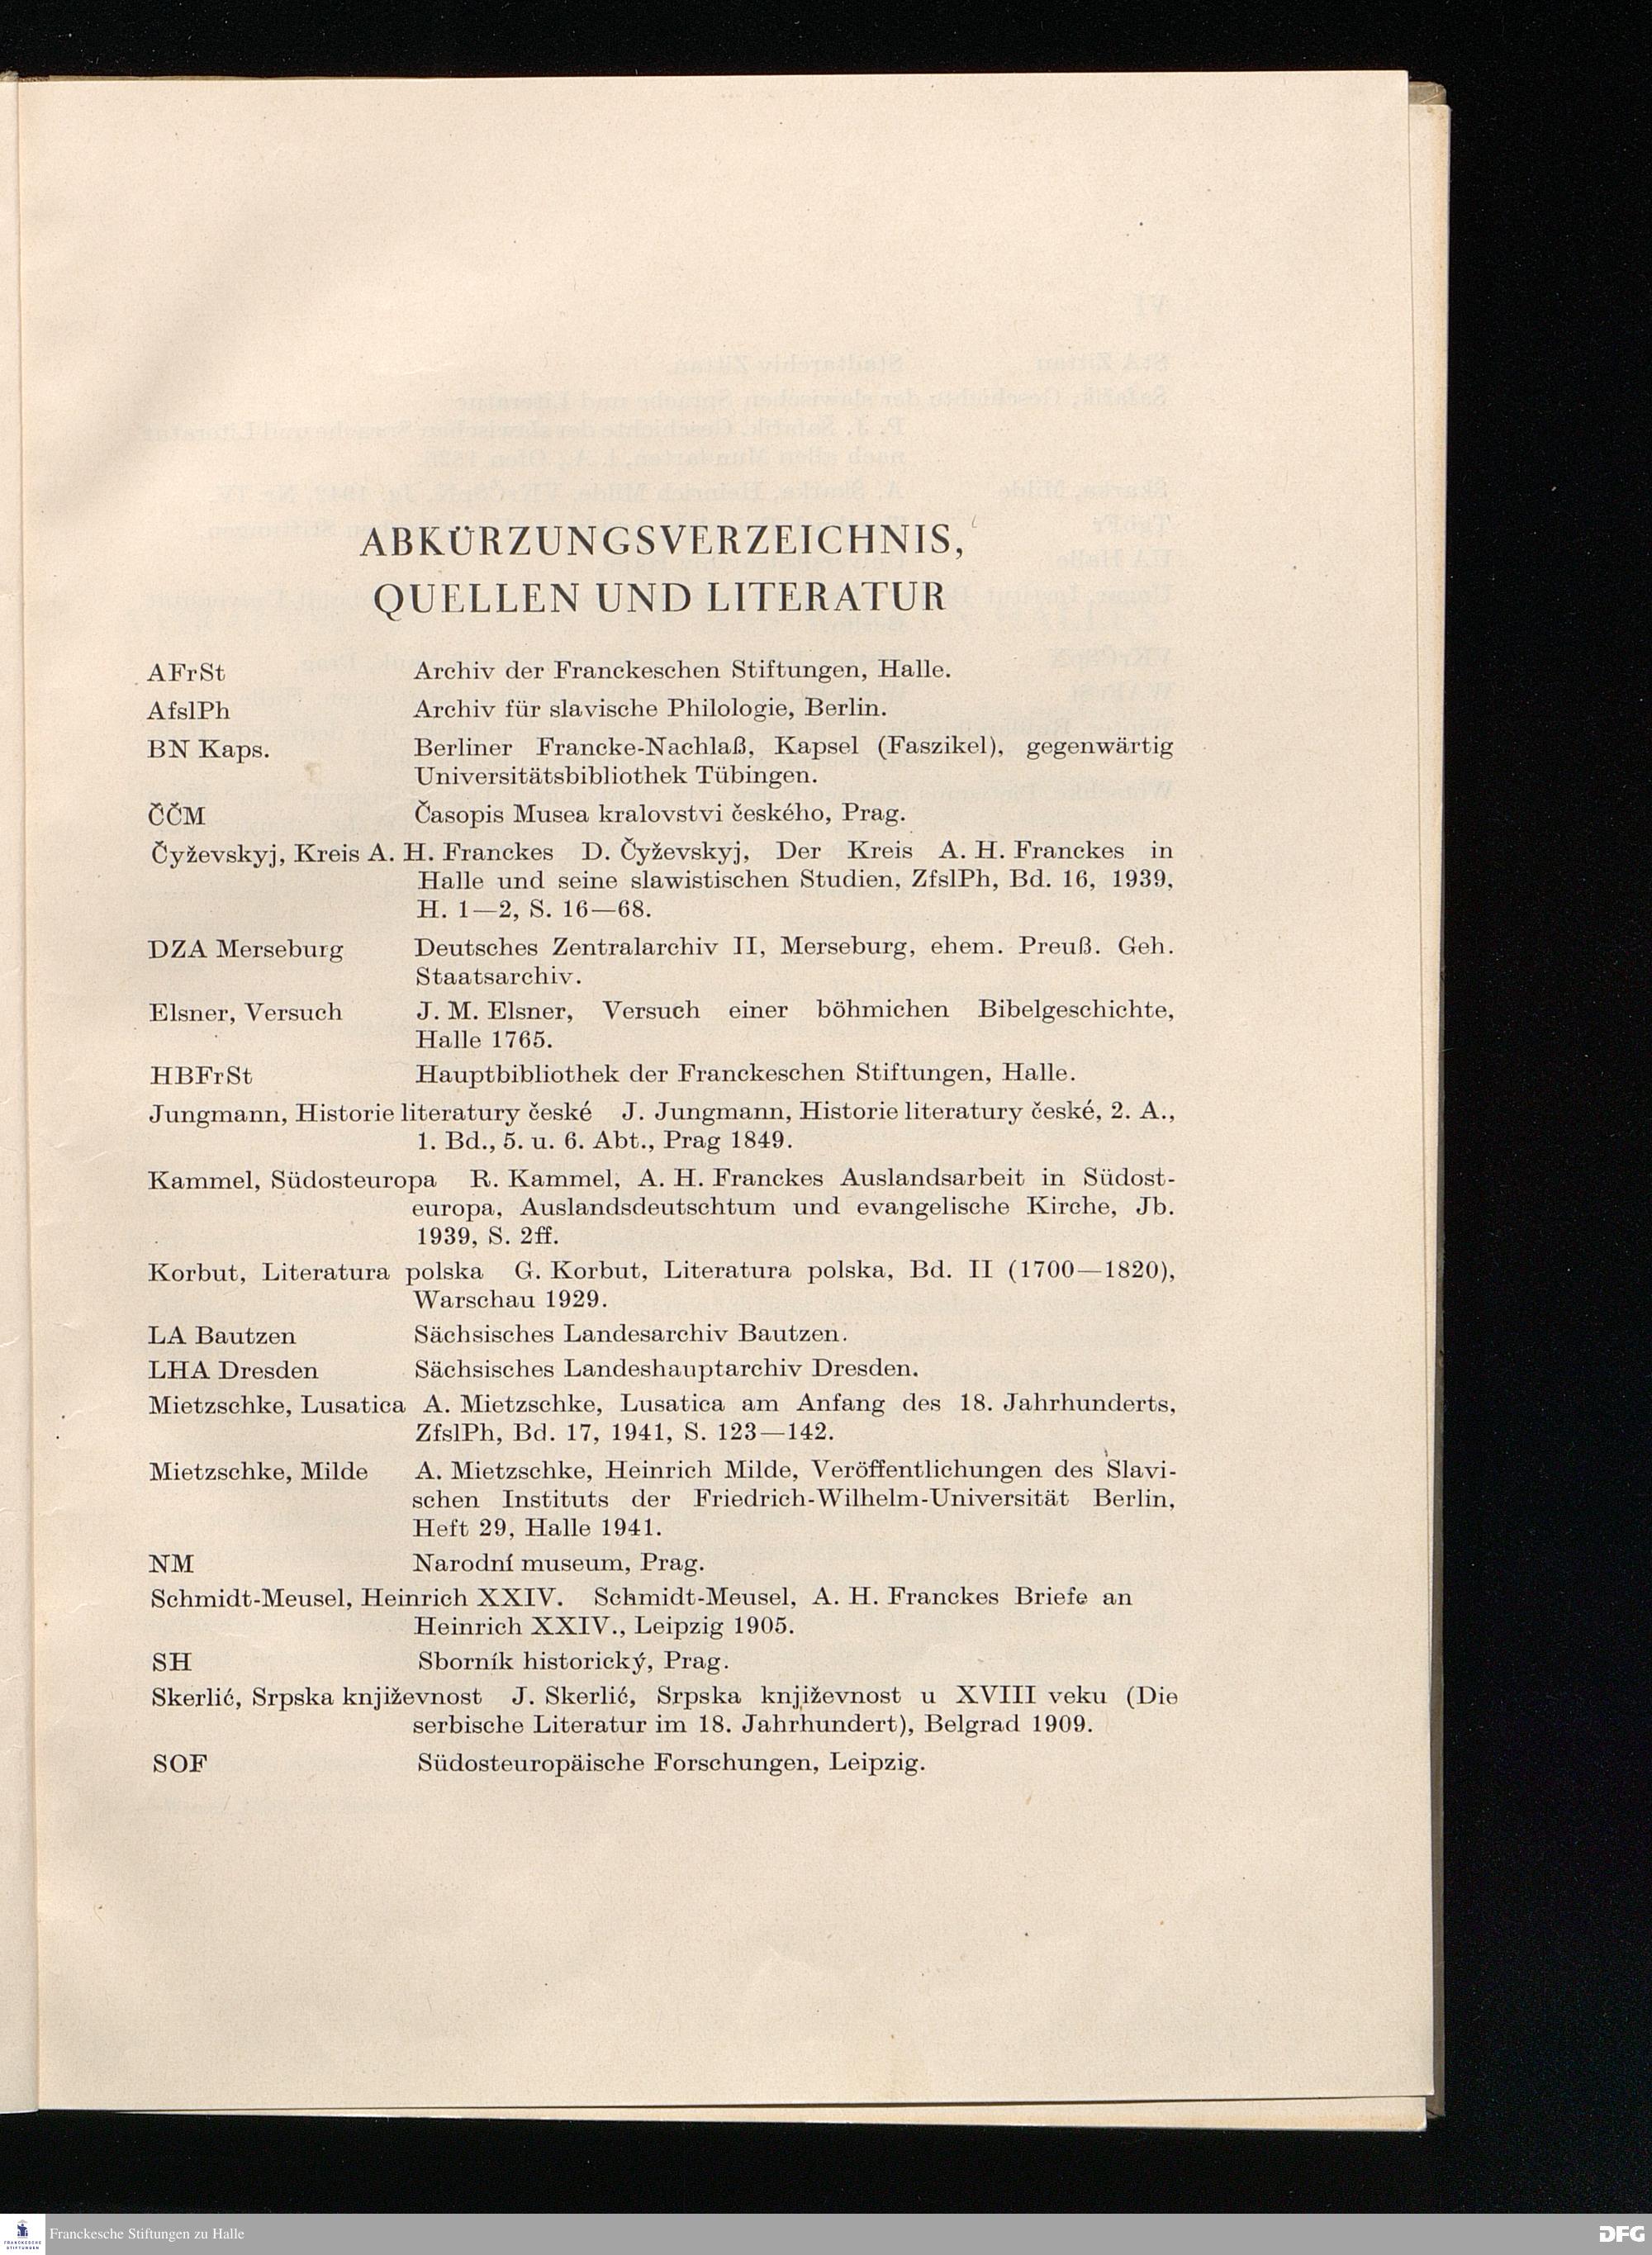 ABKÜRZUNGSVERZEICHNIS,
QUELLEN UND LITERATUR
AFrSt Archiv der Franckeschen Stiftungen, Halle.
AfslPh Archiv für slavische Philologie, Berlin.
BN Kaps. Berliner Francke-Nachlaß, Kapsel (Faszikel), gegenwärtig
Universitätsbibliothek Tübingen.
ČČM Časopis Musea kralovstvi českého, Prag.
Čyževskyj, Kreis A. H. Franckes D. Čyževskyj, Der Kreis A. H. Franckes in
Halle und seine slawistischen Studien, ZfslPh, Bd. 16, 1939,
H. 1—2, S. 16—68.
DZA Merseburg Deutsches Zentralarchiv II, Merseburg, ehem. Preuß. Geh.
Staatsarchiv.
Elsner, Versuch J. M. Elsner, Versuch einer böhmichen Bibelgeschichte,
Halle 1765.
HBFrSt Hauptbibliothek der Franckeschen Stiftungen, Halle.
Jungmann, Historie literatury české J. Jungmann, Historie literatury české, 2. A.,
1. Bd., 5. u. 6. Abt., Prag 1849.
Kammel, Südosteuropa R. Kammel, A. H. Franckes Auslandsarbeit in Südost-
europa, Auslandsdeutschtum und evangelische Kirche, Jb.
1939, S. 2ff.
Korbut, Literatura polska G. Korbut, Literatura polska, Bd. II (1700—1820),
Warschau 1929.
LA Bautzen Sächsisches Landesarchiv Bautzen.
LHA Dresden Sächsisches Landeshauptarchiv Dresden.
Mietzschke, Lusatica A. Mietzschke, Lusatica am Anfang des 18. Jahrhunderts,
ZfslPh, Bd. 17, 1941, S. 123—142.
Mietzschke, Milde A. Mietzschke, Heinrich Milde, Veröffentlichungen des Slavi-
schen Instituts der Friedrich-Wilhelm-Universität Berlin,
Heft 29, Halle 1941.
NM Narodní museum, Prag.
Schmidt-Meusel, Heinrich XXIV. Schmidt-Meusel, A. H. Franckes Briefe an
Heinrich XXIV., Leipzig 1905.
SH Sborník historický, Prag.
Skerlić, Srpska književnost J. Skerlić, Srpska književnost u XVIII veku (Die
serbische Literatur im 18. Jahrhundert), Belgrad 1909.
SOF Südosteuropäische Forschungen, Leipzig.
FRANCKESCHE
STIFTUNGEN
Franckesche Stiftungen zu Halle
DFG